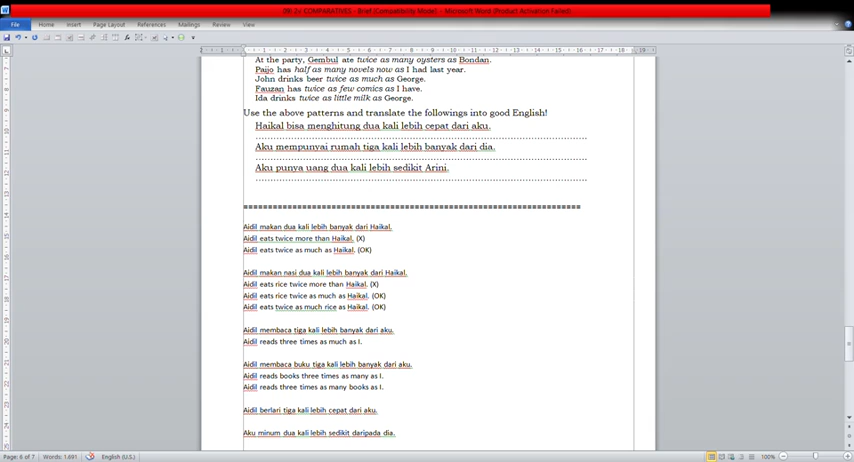 PP 2d COMPARATIVES - Brief [Compatibility Mode] - Microsoft Word (Product Activation Failed)
File Home Insert Page Layout References Mailings Review View
At the party, Gembul ate twice as many oysters as Bondan.
Paijo has half as many novels now as I had last year.
John drinks beer twice as much as George.
Fauzan has twice as few comics as I have.
Ida drinks twice as little milk as George.
Use the above patterns and translate the followings into good English!
Haikal bisa menghitung dua kali lebih cepat dari aku.
Aku mempunyai rumah tiga kali lebih banyak dari dia.
Aku punya uang dua kali lebih sedikit Arini.
Aidil makan dua kali lebih banyak dari Haikal.
Aidil eats twice more than Haikal. (X)
Aidil eats twice as much as Haikal. (OK)
Aidil makan nasi dua kali lebih banyak dari Haikal.
Aidil eats rice twice more than Haikal. (X)
Aidil eats rice twice as much as Haikal. (OK)
Aidil eats twice as much rice as Haikal. (OK)
Aidil membaca tiga kali lebih banyak dari aku.
Aidil reads three times as much as I.
Aidil membaca buku tiga kali lebih banyak dari aku.
Aidil reads books three times as many as I.
Aidil reads three times as many books as I.
Aidil berlari tiga kali lebih cepat dari aku.
Aku minum dua kali lebih sedikit daripada dia.
Page: 6 of 7 Words: 1.691 English (U.S.) 100%